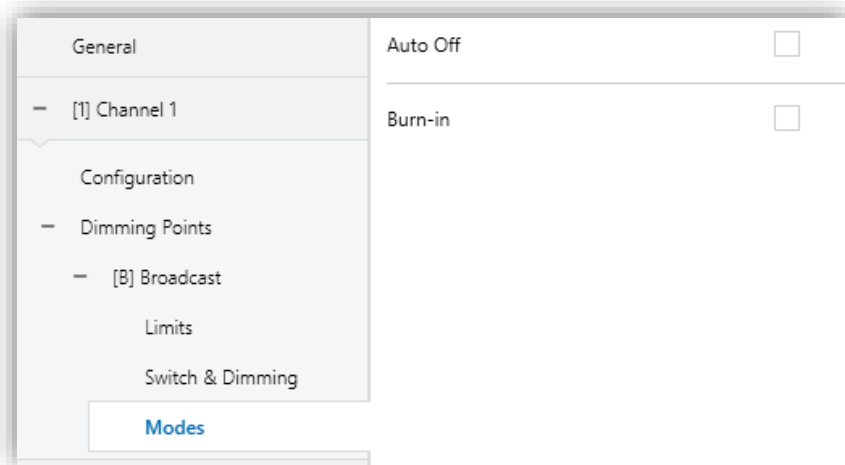 General
[1] Channel 1
Configuration
Dimming Points
[B] Broadcast
Limits
Switch & Dimming
Modes
Auto Off
Burn-in